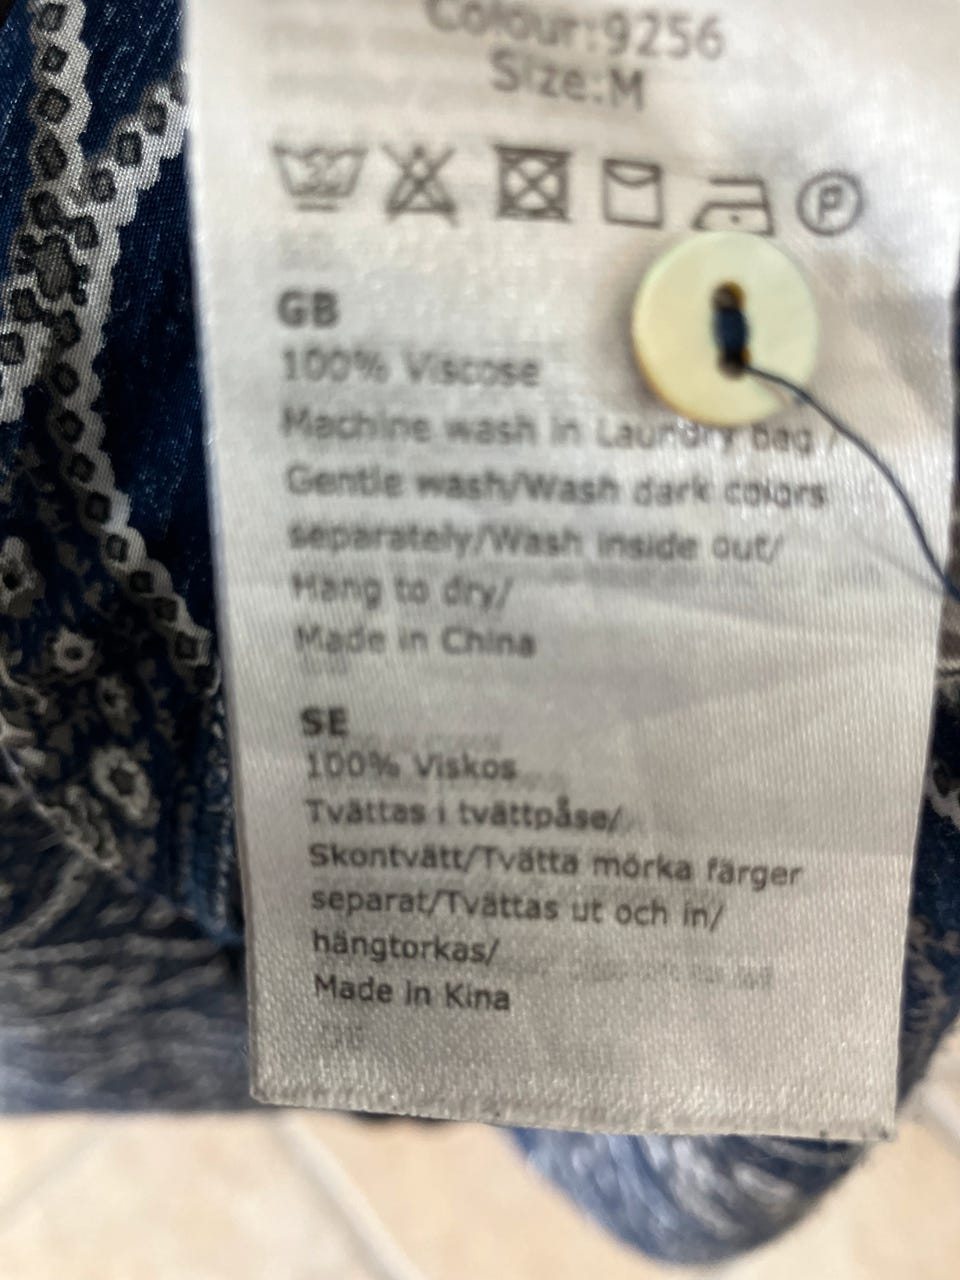 Colour:9256
Size:M
P
GB
100% Viscose
Machine wash in Laundry bag /
Gentle wash/Wash dark colors
separately/Wash inside out/
Hang to dry/
Made in China
SE
100% Viskos
Tvättas i tvättpåse/
Skontvätt/Tvätta mörka färger
separat/Tvättas ut och in/
hängtorkas/
Made in Kina